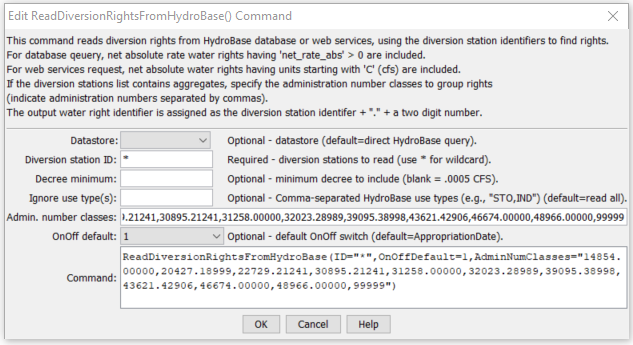 Edit ReadDiversionRightsFromHydroBase() Command
This command reads diversion rights from HydroBase database or web services, using the diversion station identifiers to find rights.
For database qeuery, net absolute rate water rights having 'net_rate_abs' > 0 are included.
For web services request, net absolute water rights having units starting with 'C' (cfs) are included.
If the diversion stations list contains aggregates, specify the administration number classes to group rights
(indicate administration numbers separated by commas).
The output water right identifier is assigned as the diversion station identifer + "." + a two digit number.
Datastore: Optional - datastore (default=direct HydroBase query).
Diversion station ID: * Required - diversion stations to read (use * for wildcard).
Decree minimum: Optional - minimum decree to include (blank = .0005 CFS).
Ignore use type(s): Optional - Comma-separated HydroBase use types (e.g., "STO,IND") (default=read all).
Admin. number classes: 9.21241,30895.21241,31258.00000,32023.28989,39095.38998,43621.42906,46674.00000,48966.00000,99999
OnOff default: 1 Optional - default OnOff switch (default=AppropriationDate).
Command: ReadDiversionRightsFromHydroBase(ID="*",OnOffDefault=1,AdminNumClasses="14854.
00000,20427.18999,22729.21241,30895.21241,31258.00000,32023.28989,39095.38998,
43621.42906,46674.00000,48966.00000,99999")
OK Cancel Help